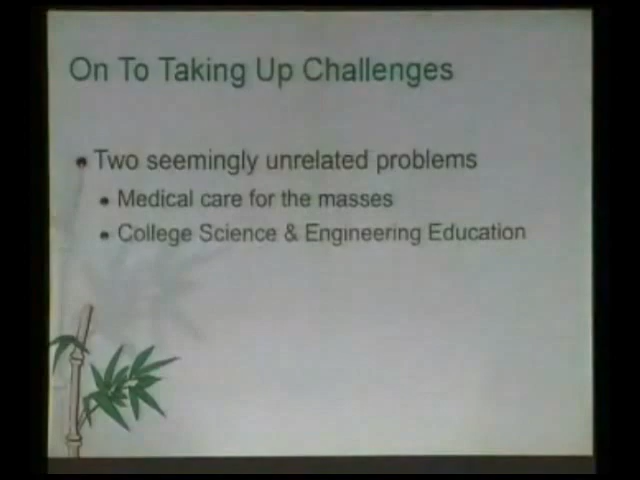 On To Taking Up Challenges
Two seemingly unrelated problems
Medical care for the masses
College Science & Engineering Education